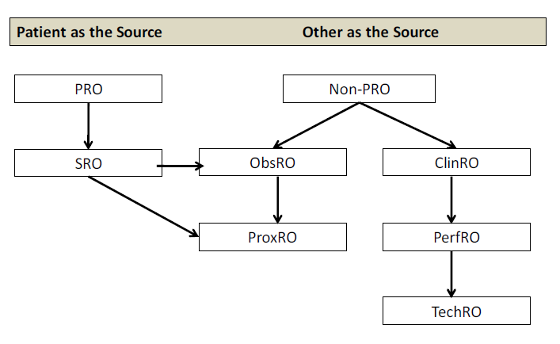 Patient as the Source Other as the Source
PRO Non-PRO
SRO ObsRO ClinRO
ProxRO PerfRO
TechRO